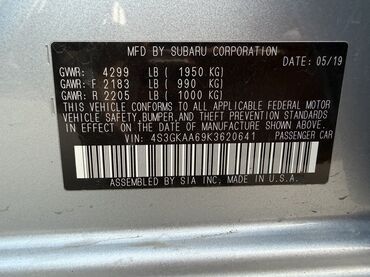 MFD BY SUBARU CORPORATION
DATE: 05/19
GVWR: 4299 LB (1950 KG)
GAWR: F 2183 LB (990 KG)
GAWR: R 2205 LB (1000 KG)
THIS VEHICLE CONFORMS TO ALL APPLICABLE FEDERAL MOTOR
VEHICLE SAFETY, BUMPER, AND THEFT PREVENTION STANDARDS
IN EFFECT ON THE DATE OF MANUFACTURE SHOWN ABOVE.
VIN: 4S3GKAA69K3620641
PASSENGER CAR
ASSEMBLED BY SIA INC. MADE IN U.S.A.